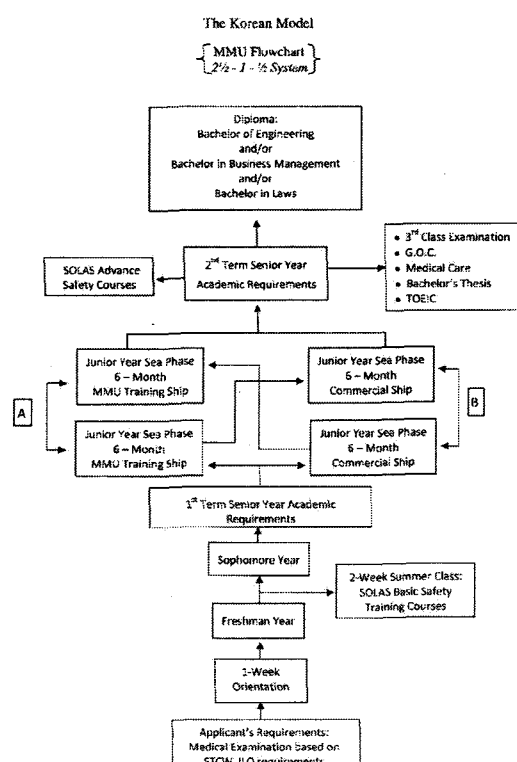 The Korean Model
MMU Flowchart
2½ - 1 - ½ System
Diploma:
Bachelor of Engineering
and/or
Bachelor in Business Management
and/or
Bachelor in Laws
SOLAS Advance
Safety Courses
2nd Term Senior Year
Academic Requirements
• 3rd Class Examination
• G.O.C.
• Medical Care
• Bachelor's Thesis
• TOEIC
Junior Year Sea Phase
6 – Month
MMU Training Ship
Junior Year Sea Phase
6 – Month
Commercial Ship
A
B
Junior Year Sea Phase
6 – Month
MMU Training Ship
Junior Year Sea Phase
6 – Month
Commercial Ship
1st Term Senior Year Academic
Requirements
Sophomore Year
2-Week Summer Class:
SOLAS Basic Safety
Training Courses
Freshman Year
1-Week
Orientation
Applicant's Requirements:
Medical Examination based on
STCW, ILO requirements